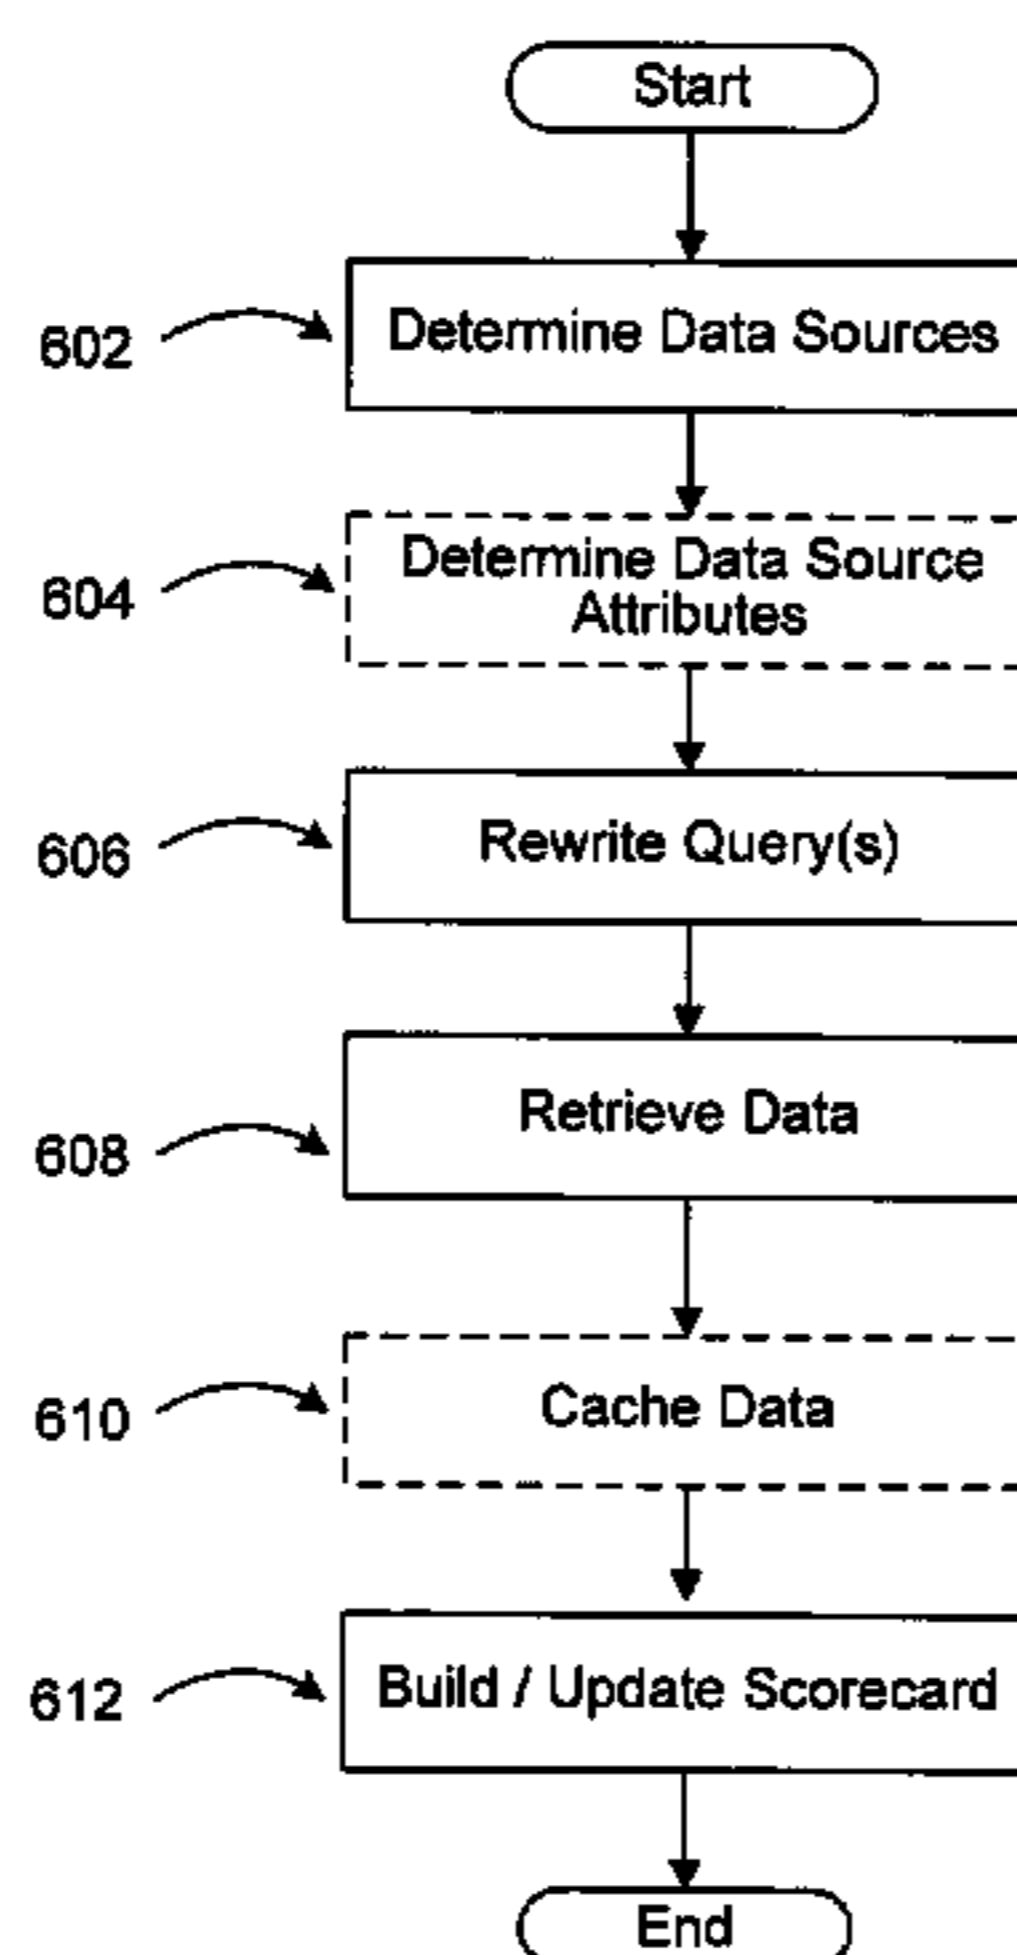 Start
602
Determine Data Sources
604
Determine Data Source
Attributes
606
Rewrite Query(s)
608
Retrieve Data
610
Cache Data
612
Build / Update Scorecard
End